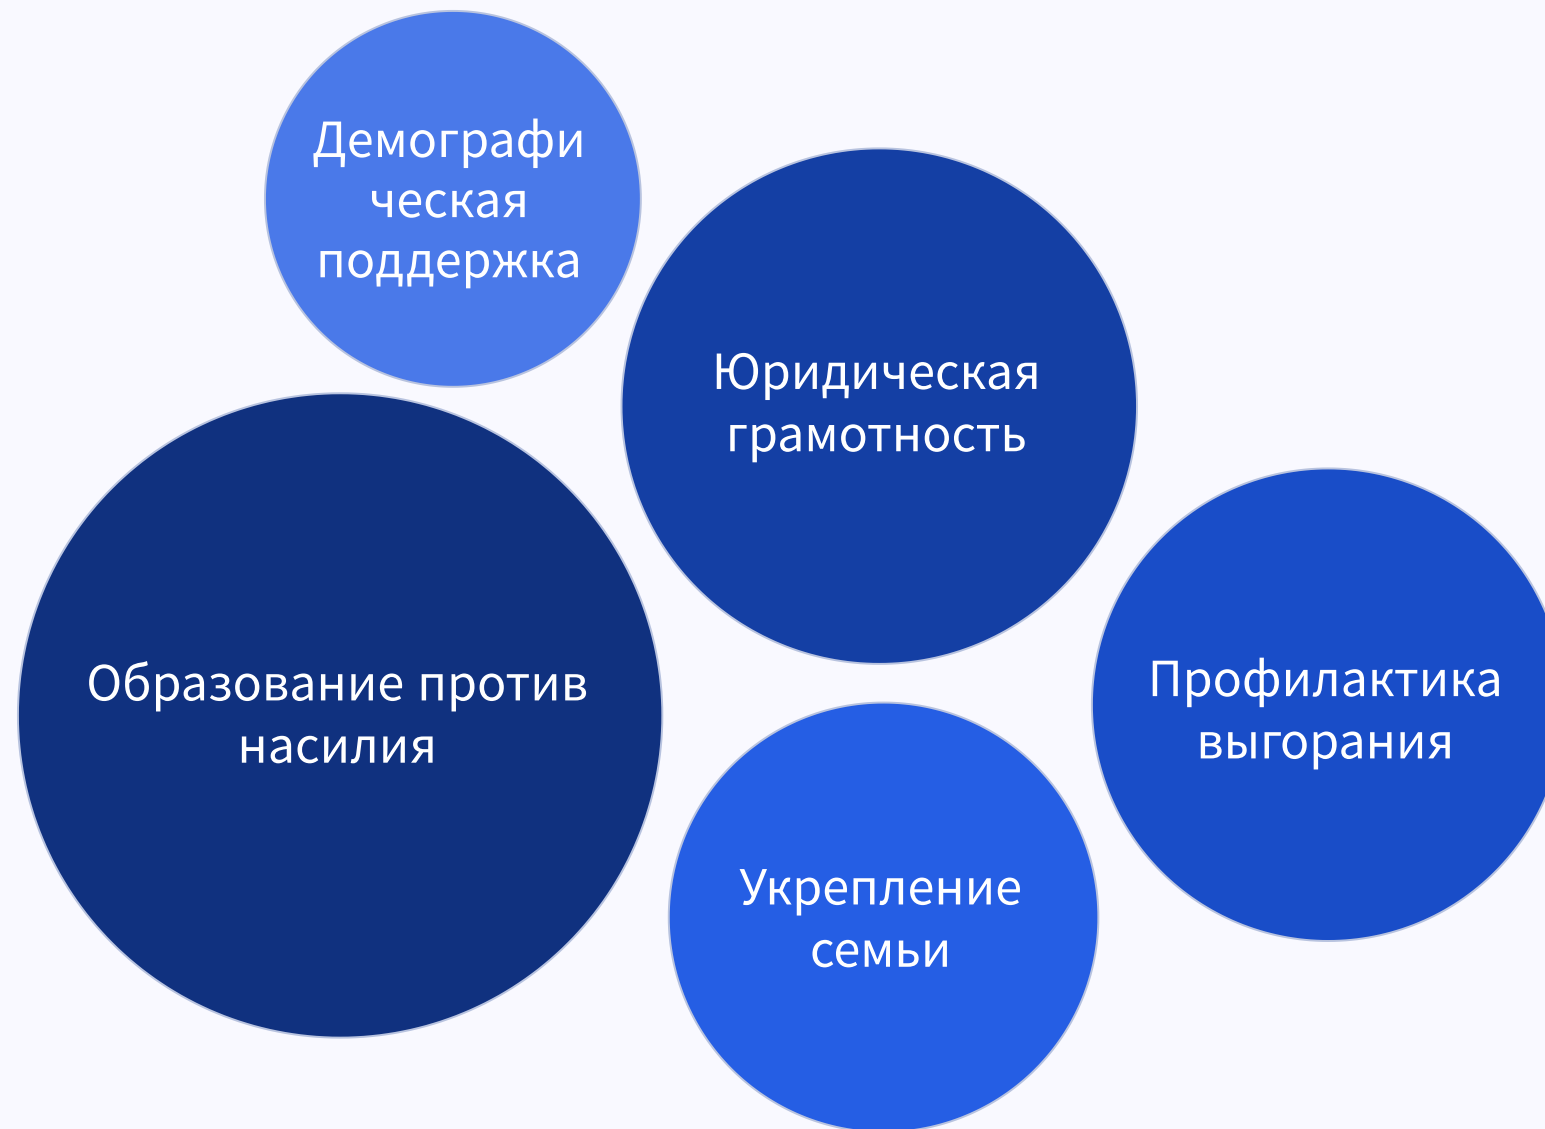 Демографи
ческая
поддержка
Юридическая
грамотность
Образование против
насилия
Профилактика
выгорания
Укрепление
семьи